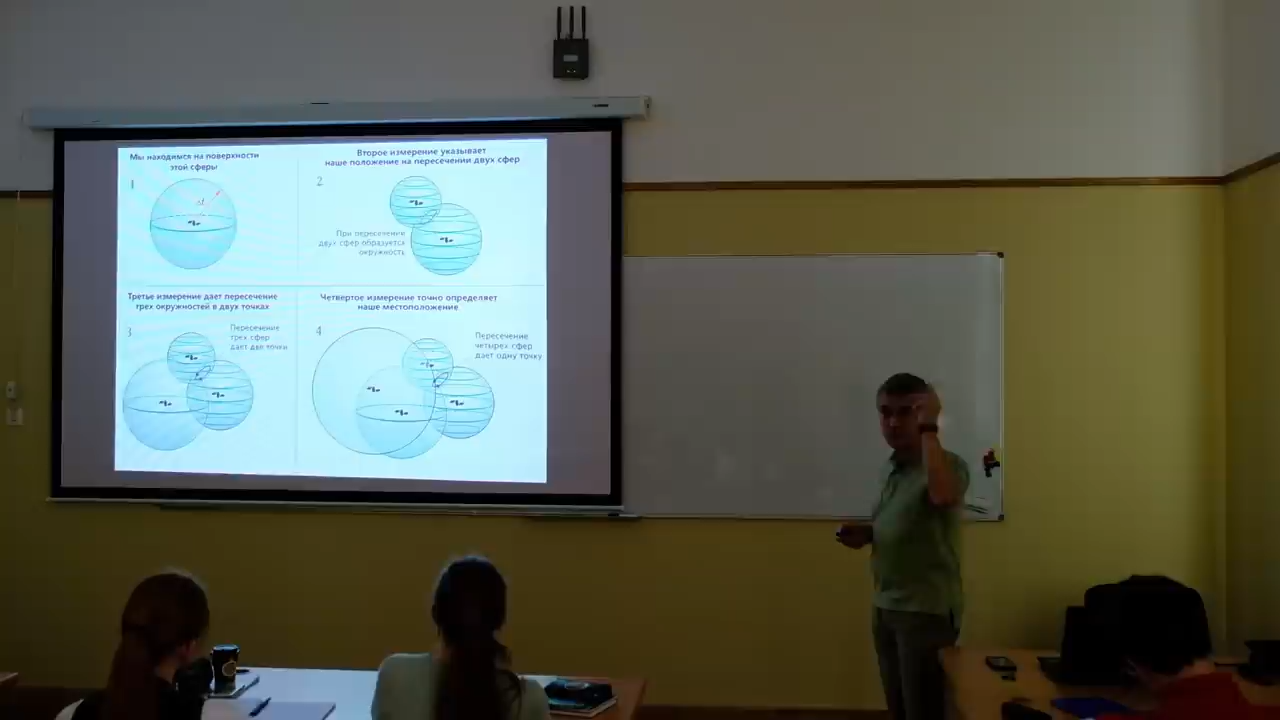 Мы находимся на поверхности
этой сферы
1
Δt
Второе измерение указывает
наше положение на пересечении двух сфер
2
При пересечении
двух сфер образуется
окружность
Третье измерение дает пересечение
трех окружностей в двух точках
3
Пересечение
трех сфер
дает две точки
Четвертое измерение точно определяет
наше местоположение
4
Пересечение
четырех сфер
дает одну точку